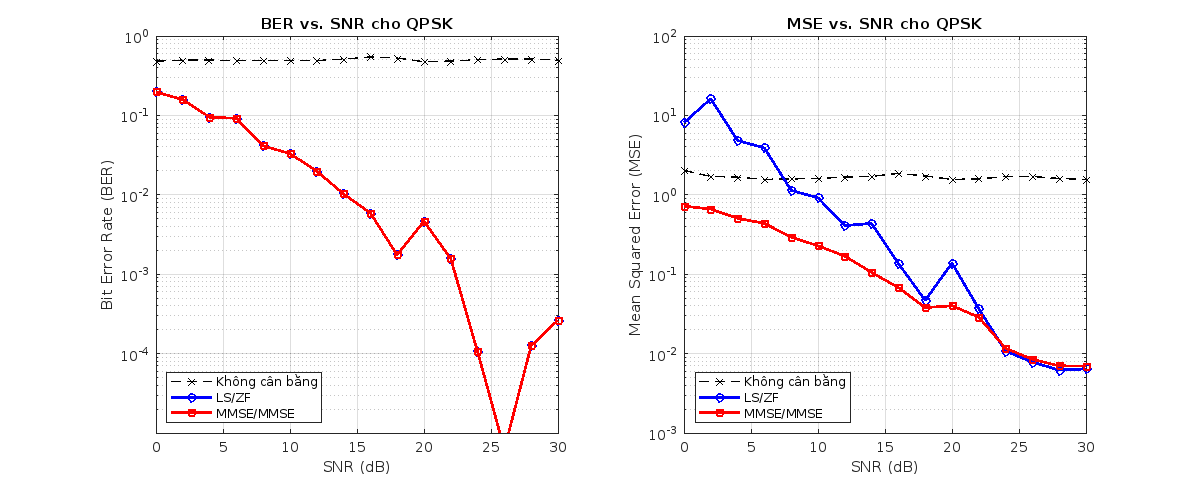 BER vs. SNR cho QPSK
10^0
10^-1
10^-2
10^-3
10^-4
Bit Error Rate (BER)
0 5 10 15 20 25 30
SNR (dB)
Không cân bằng
LS/ZF
MMSE/MMSE
MSE vs. SNR cho QPSK
10^2
10^1
10^0
10^-1
10^-2
10^-3
Mean Squared Error (MSE)
0 5 10 15 20 25 30
SNR (dB)
Không cân bằng
LS/ZF
MMSE/MMSE